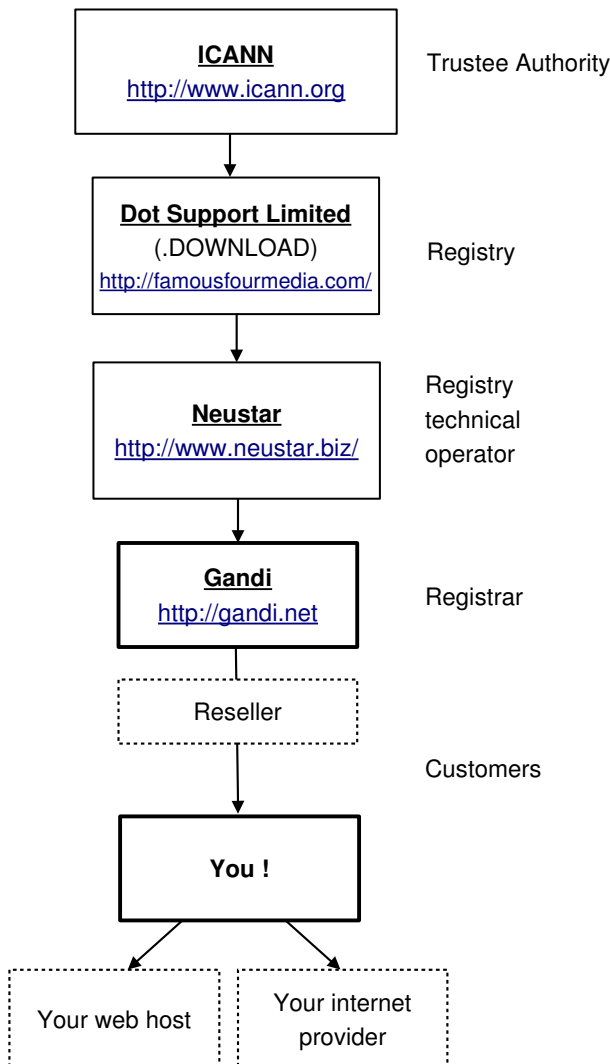 ICANN
http://www.icann.org
Trustee Authority
Dot Support Limited
(.DOWNLOAD)
http://famousfourmedia.com/
Registry
Neustar
http://www.neustar.biz/
Registry
technical
operator
Gandi
http://gandi.net
Registrar
Reseller
Customers
You !
Your web host
Your internet
provider